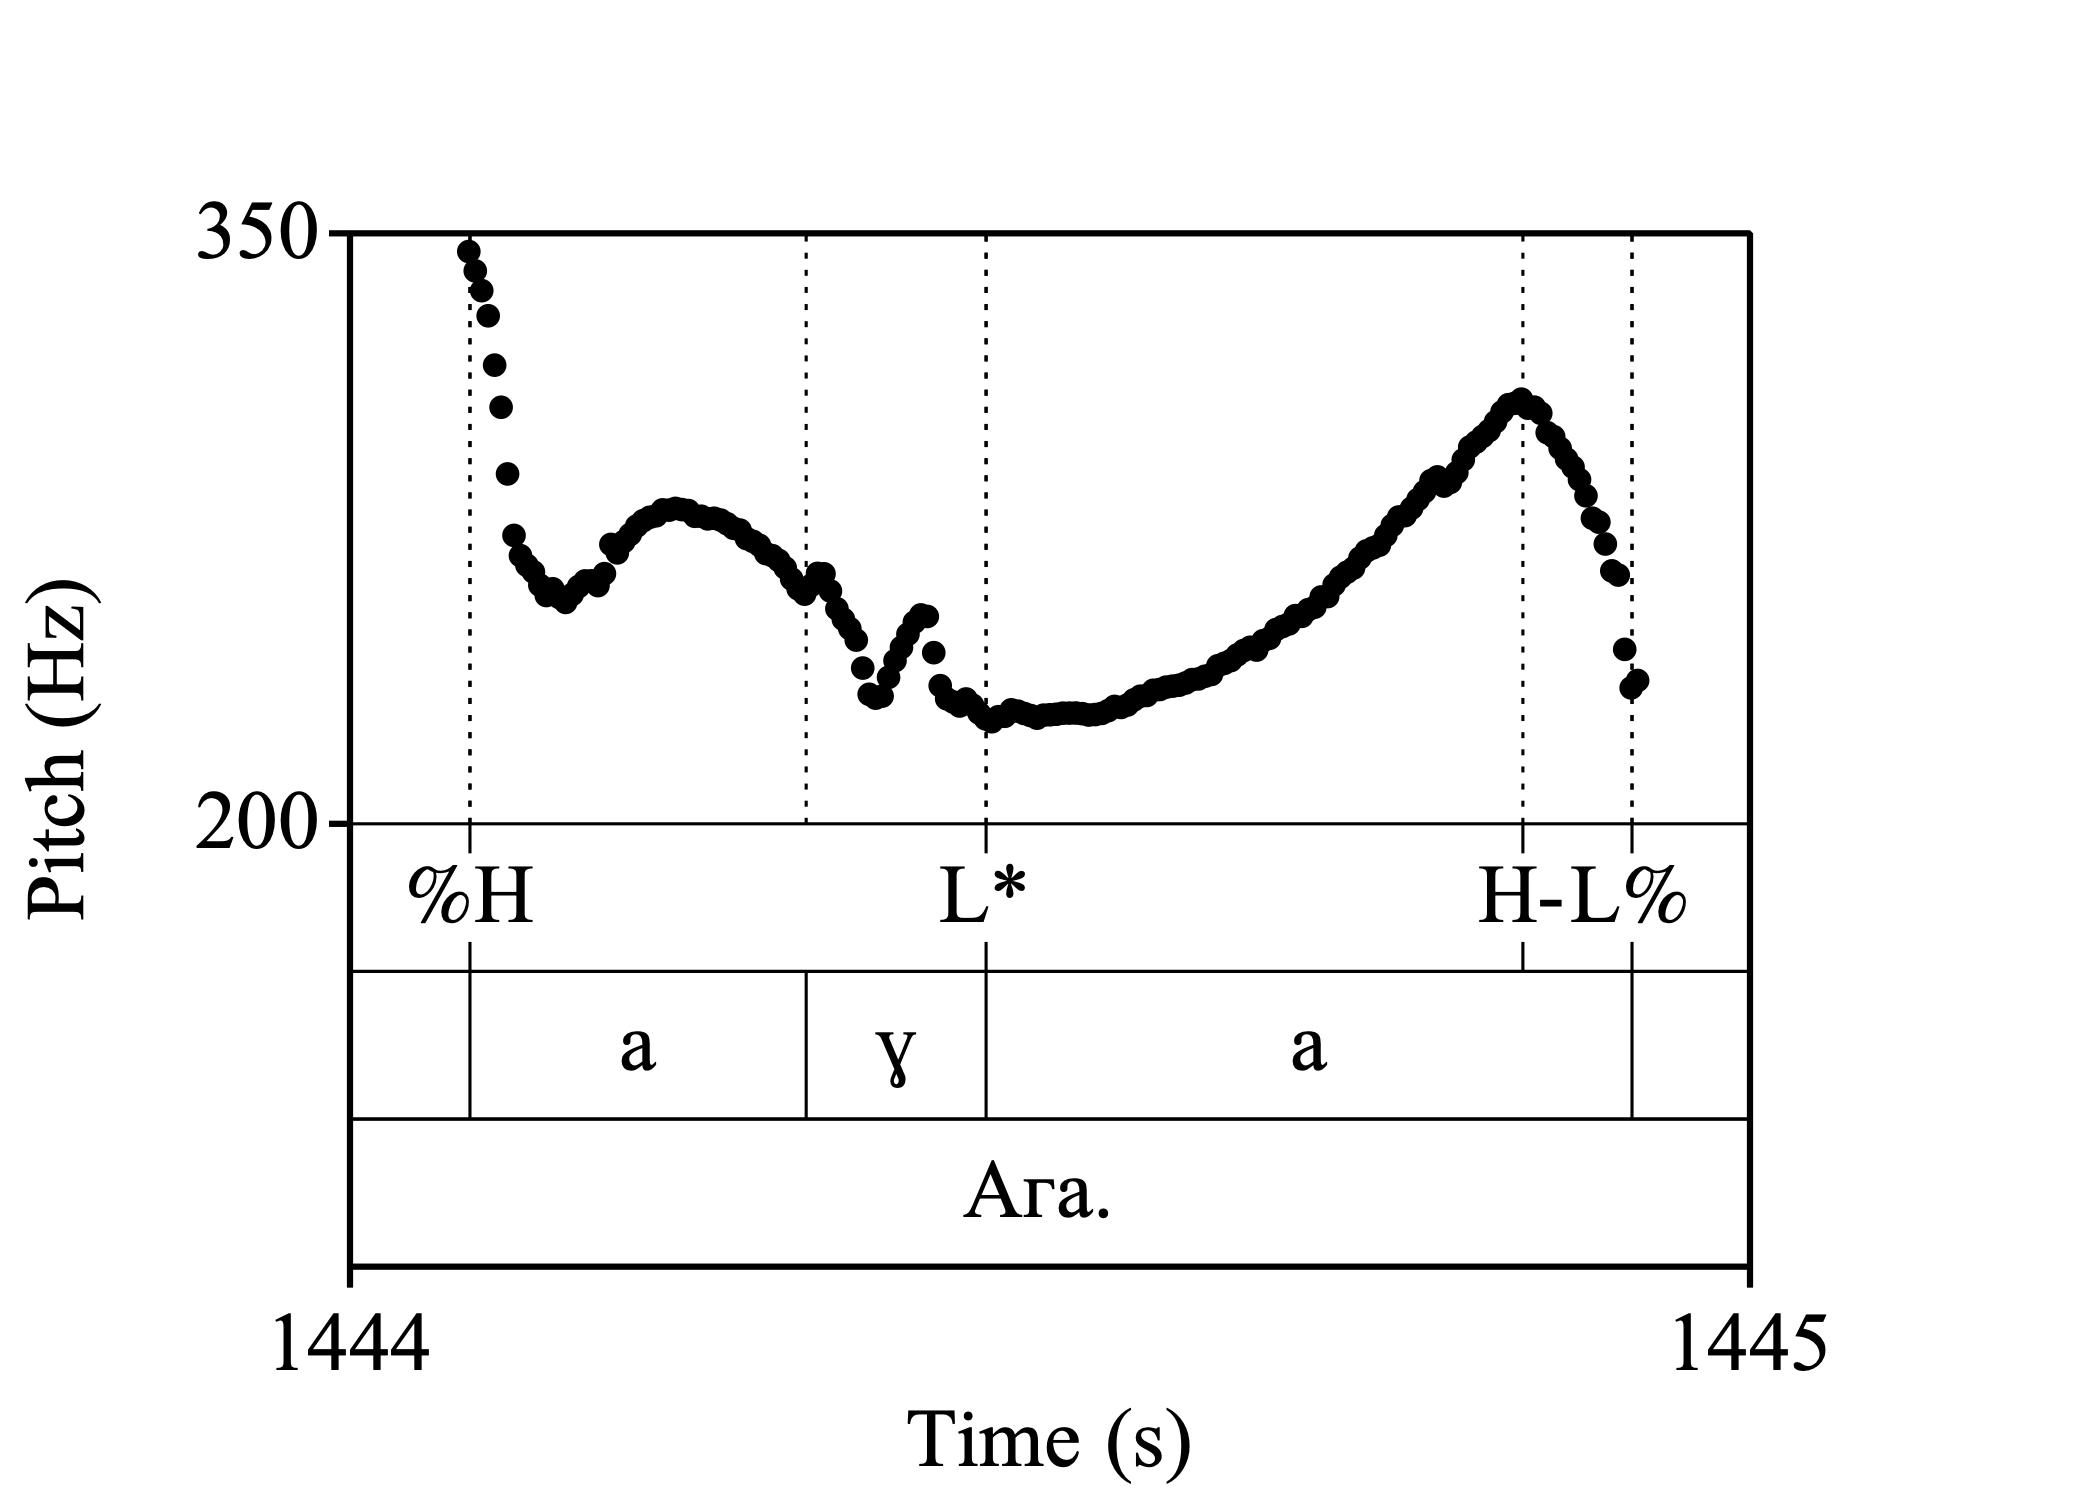 350
Pitch (Hz)
200
%H L* H-L%
a ɣ a
Ага.
1444 1445
Time (s)